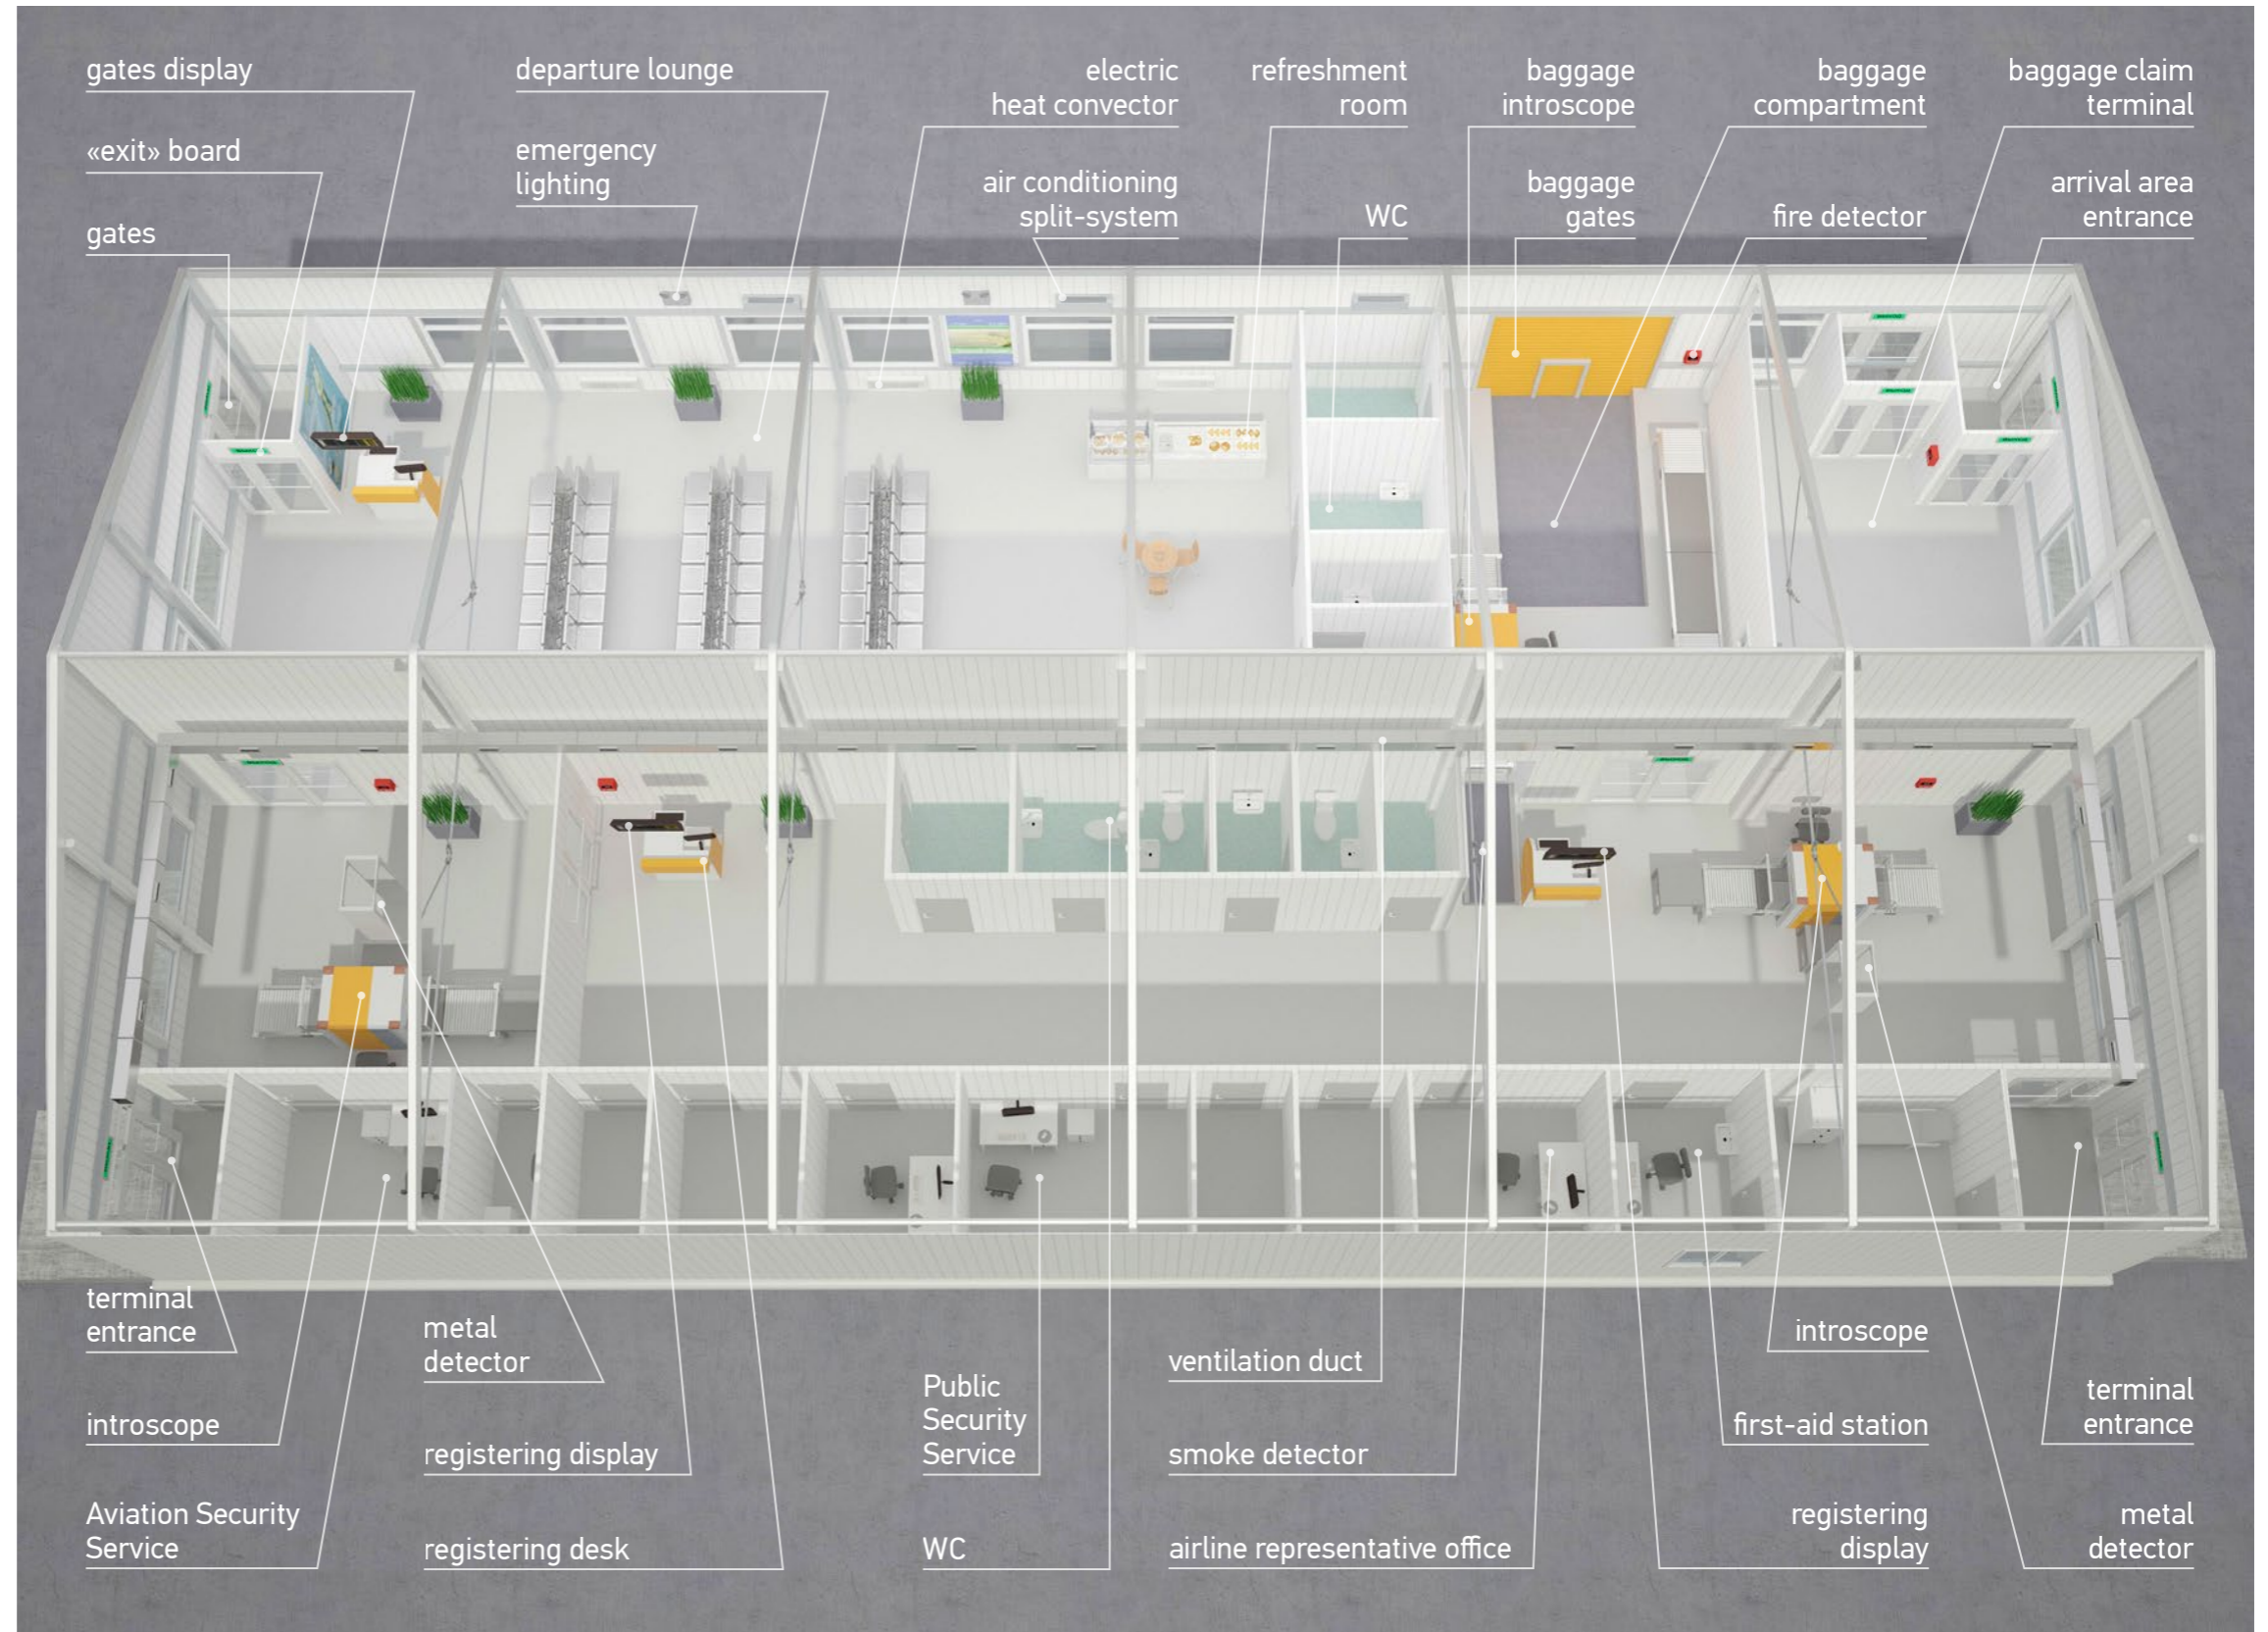 gates display
«exit» board
gates
departure lounge
emergency
lighting
electric
heat convector
air conditioning
split-system
refreshment
room
WC
baggage
introscope
baggage
gates
baggage
compartment
fire detector
baggage claim
terminal
arrival area
entrance
terminal
entrance
introscope
Aviation Security
Service
metal
detector
registering display
registering desk
Public
Security
Service
WC
ventilation duct
smoke detector
airline representative office
introscope
first-aid station
registering
display
terminal
entrance
metal
detector